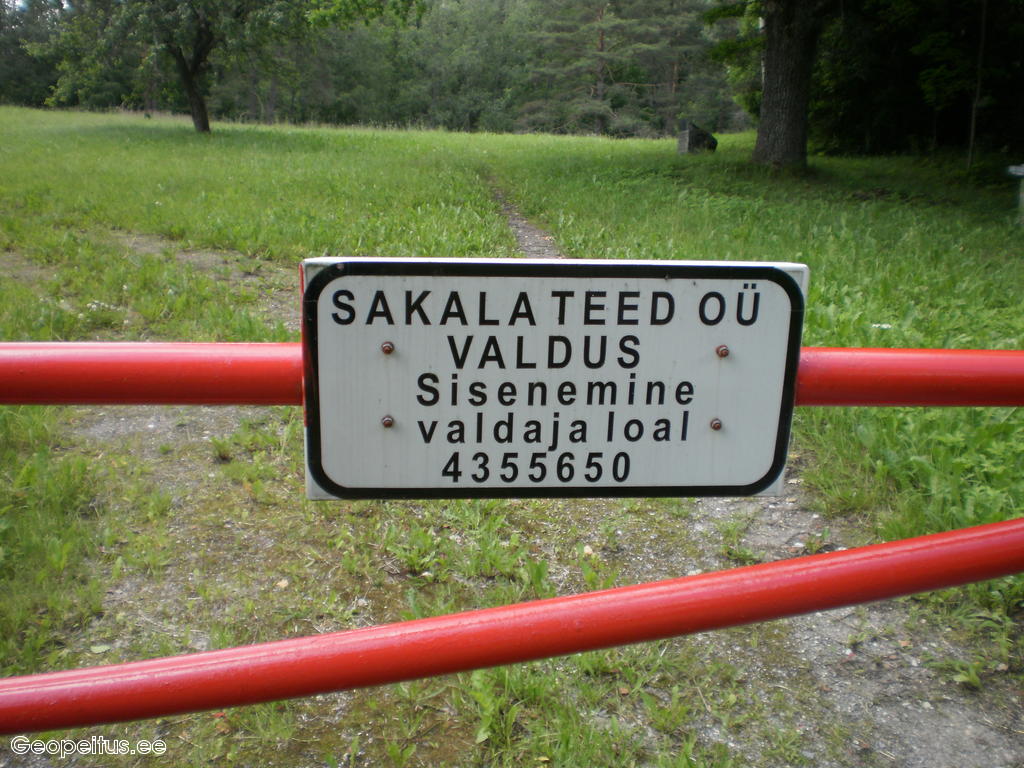 SAKALA TEED OÜ
VALDUS
Sisenemine
valdaja loal
4355650
Geopeitus.ee